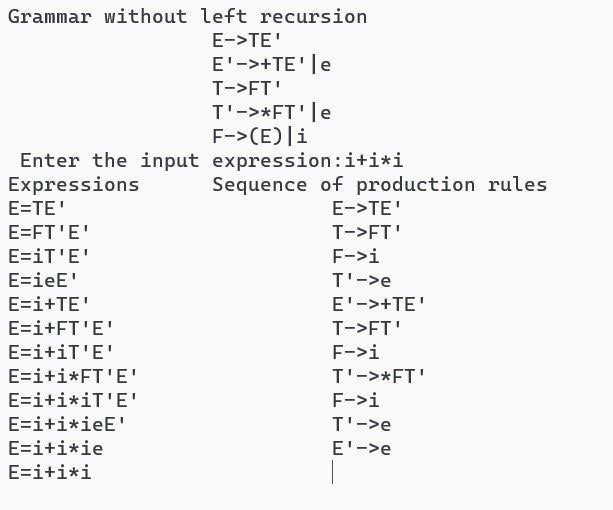 Grammar without left recursion
E->TE'
E'->+TE'|e
T->FT'
T'->*FT'|e
F->(E)|i
Enter the input expression:i+i*i
Expressions Sequence of production rules
E=TE' E->TE'
E=FT'E' T->FT'
E=iT'E' F->i
E=ieE' T'->e
E=i+TE' E'->+TE'
E=i+FT'E' T->FT'
E=i+iT'E' F->i
E=i+i*FT'E' T'->*FT'
E=i+i*iT'E' F->i
E=i+i*ieE' T'->e
E=i+i*ie E'->e
E=i+i*i